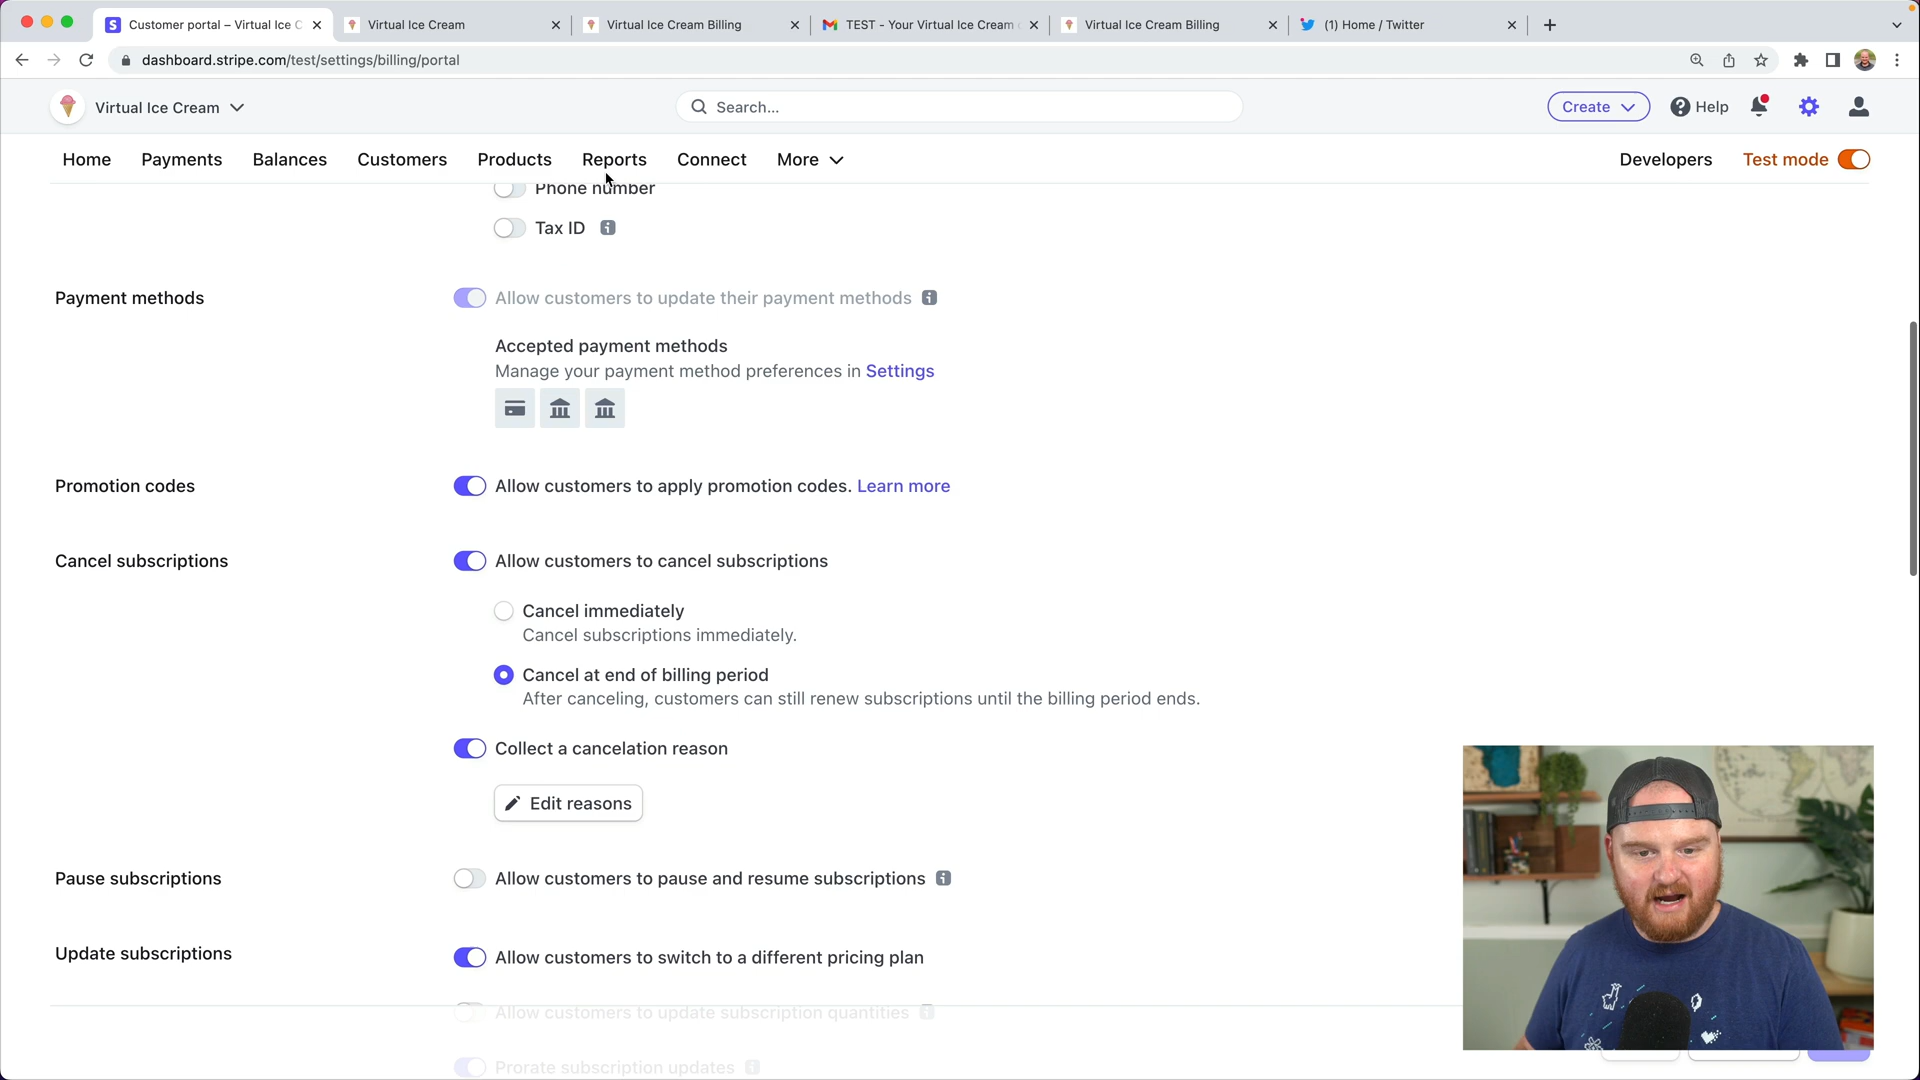 Customer portal – Virtual Ice C
Virtual Ice Cream
Virtual Ice Cream Billing
TEST - Your Virtual Ice Cream
Virtual Ice Cream Billing
(1) Home / Twitter
dashboard.stripe.com/test/settings/billing/portal
Virtual Ice Cream
Search...
Create
Help
Home
Payments
Balances
Customers
Products
Reports
Connect
More
Developers
Test mode
Phone number
Tax ID
Payment methods
Allow customers to update their payment methods
Accepted payment methods
Manage your payment method preferences in Settings
Promotion codes
Allow customers to apply promotion codes. Learn more
Cancel subscriptions
Allow customers to cancel subscriptions
Cancel immediately
Cancel subscriptions immediately.
Cancel at end of billing period
After canceling, customers can still renew subscriptions until the billing period ends.
Collect a cancelation reason
Edit reasons
Pause subscriptions
Allow customers to pause and resume subscriptions
Update subscriptions
Allow customers to switch to a different pricing plan
Allow customers to update subscription quantities
Prorate subscription updates